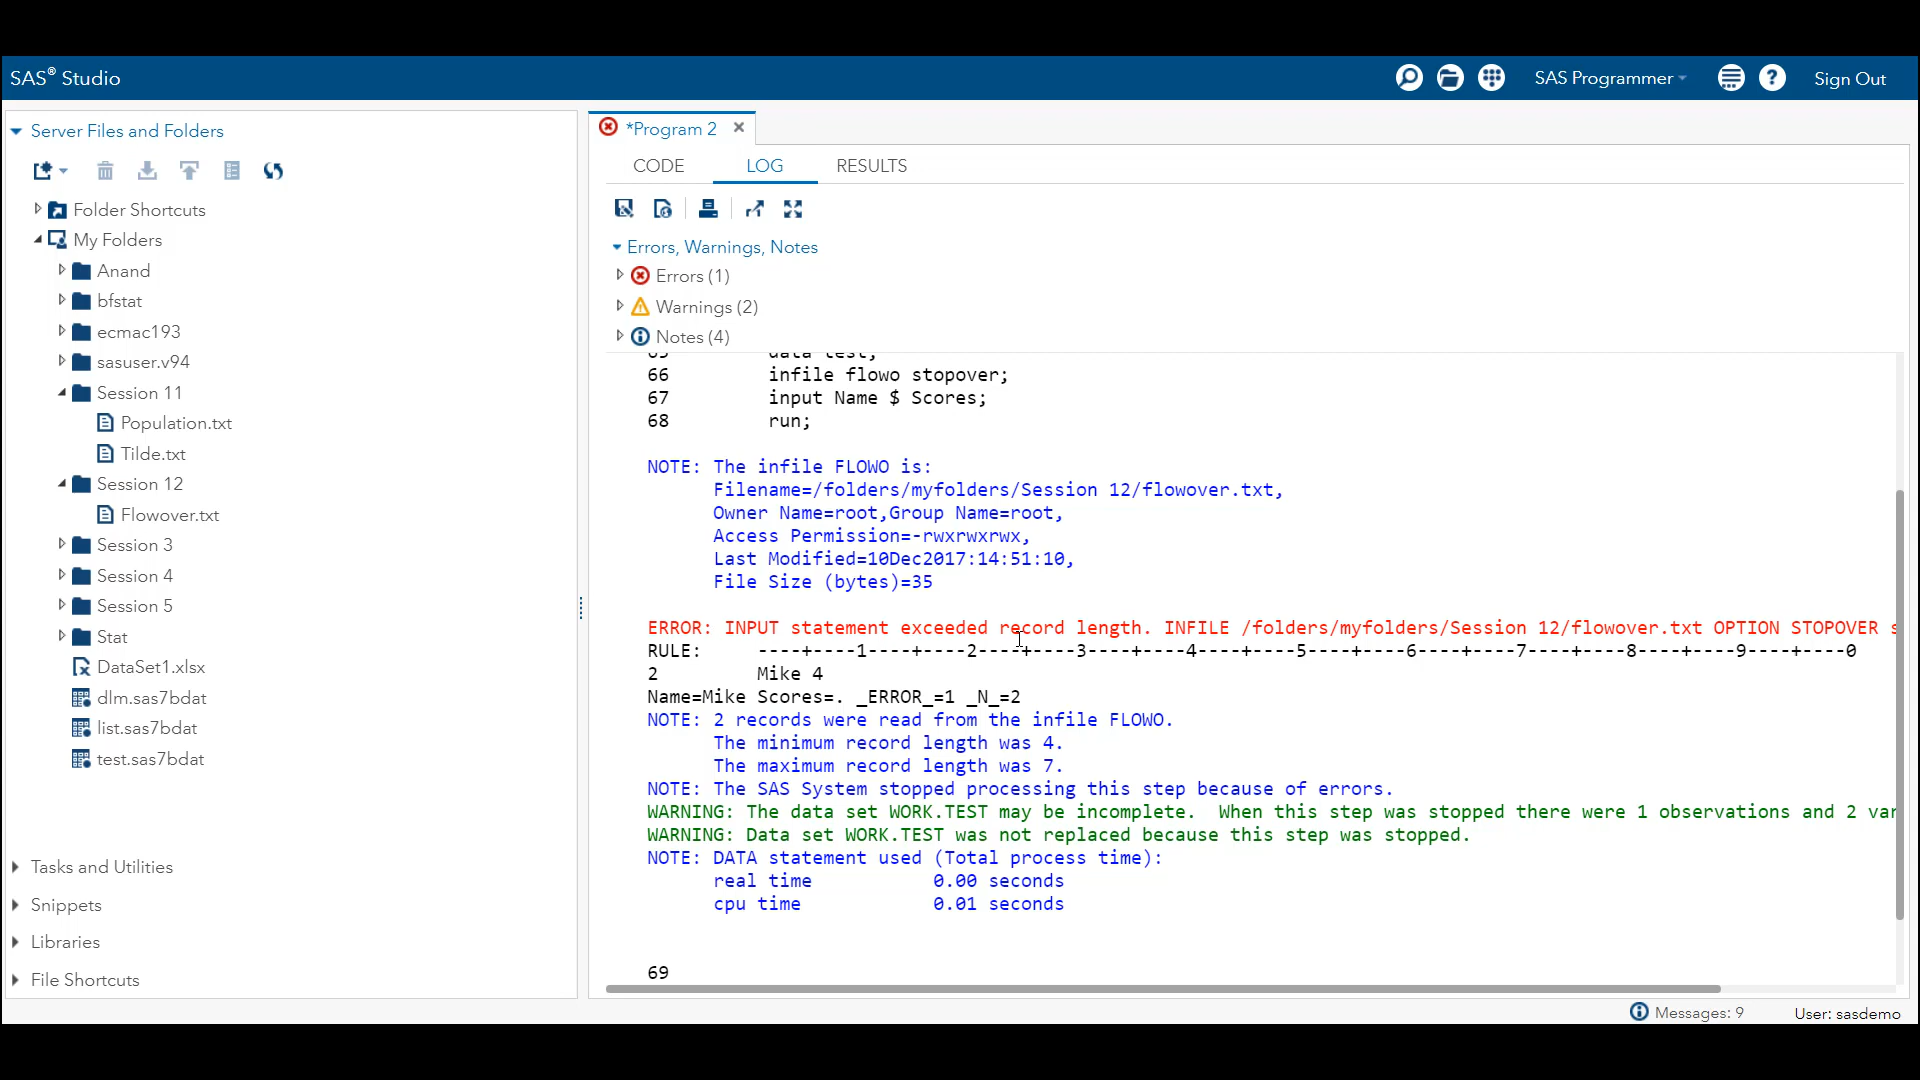 SAS® Studio
SAS Programmer
Sign Out
Server Files and Folders
Folder Shortcuts
My Folders
Anand
bfstat
ecmac193
sasuser.v94
Session 11
Population.txt
Tilde.txt
Session 12
Flowover.txt
Session 3
Session 4
Session 5
Stat
DataSet1.xlsx
dlm.sas7bdat
list.sas7bdat
test.sas7bdat
Tasks and Utilities
Snippets
Libraries
File Shortcuts
*Program 2
CODE LOG RESULTS
Errors, Warnings, Notes
Errors (1)
Warnings (2)
Notes (4)
65 data test;
66 infile flowo stopover;
67 input Name $ Scores;
68 run;
NOTE: The infile FLOWO is:
Filename=/folders/myfolders/Session 12/flowover.txt,
Owner Name=root,Group Name=root,
Access Permission=-rwxrwxrwx,
Last Modified=10Dec2017:14:51:10,
File Size (bytes)=35
ERROR: INPUT statement exceeded record length. INFILE /folders/myfolders/Session 12/flowover.txt OPTION STOPOVER s
RULE: ----+----1----+----2----+----3----+----4----+----5----+----6----+----7----+----8----+----9----+----0
2 Mike 4
Name=Mike Scores=. _ERROR_=1 _N_=2
NOTE: 2 records were read from the infile FLOWO.
The minimum record length was 4.
The maximum record length was 7.
NOTE: The SAS System stopped processing this step because of errors.
WARNING: The data set WORK.TEST may be incomplete. When this step was stopped there were 1 observations and 2 var
WARNING: Data set WORK.TEST was not replaced because this step was stopped.
NOTE: DATA statement used (Total process time):
real time 0.00 seconds
cpu time 0.01 seconds
69
Messages: 9
User: sasdemo